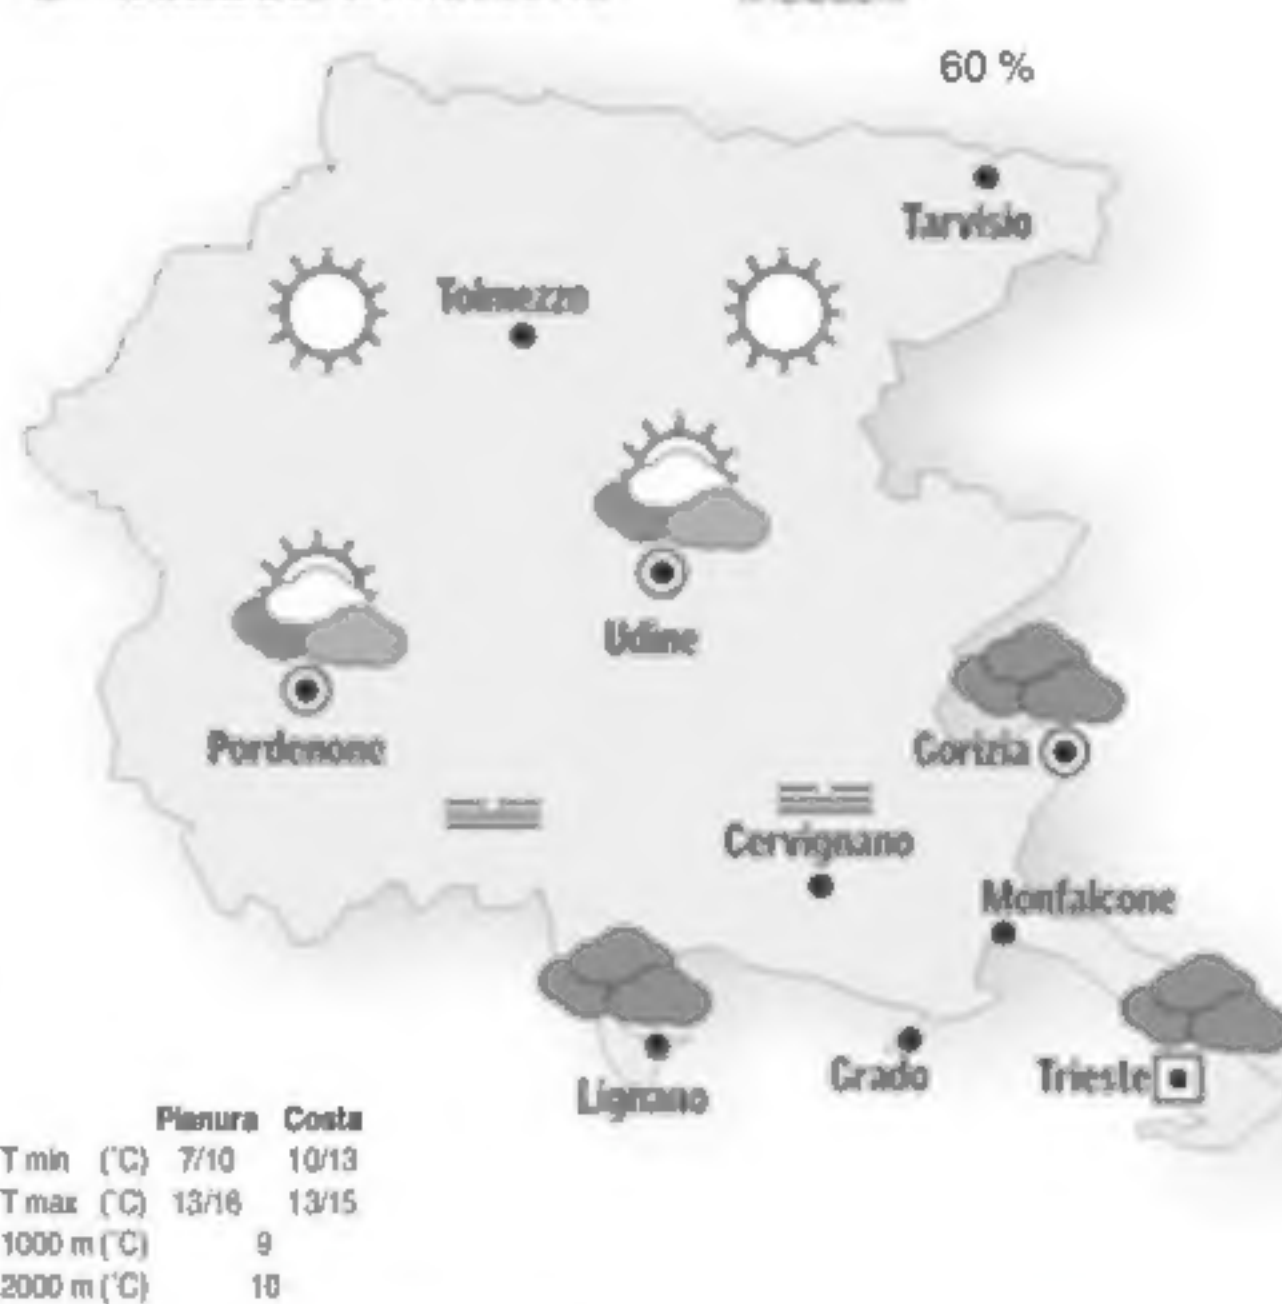 60 %
Tarvisio
Tolmezzo
Udine
Pordenone
Gorizia
Cervignano
Monfalcone
Lignano
Grado
Trieste
Pianura Costa
T min (°C) 7/10 10/13
T max (°C) 13/16 13/15
1000 m (°C) 9
2000 m (°C) 10